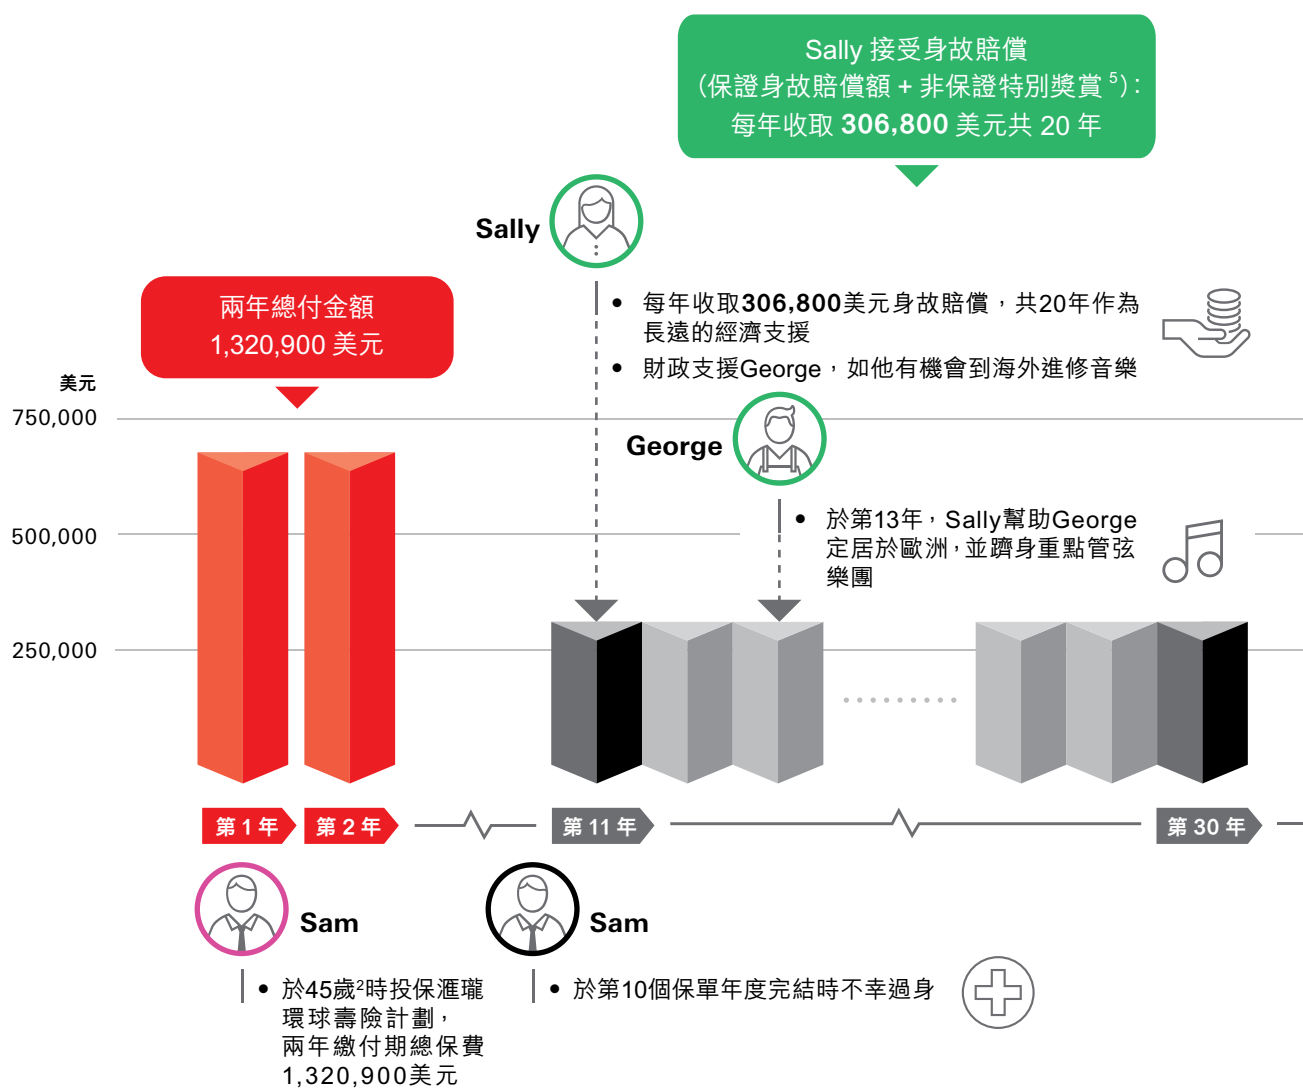 Sally 接受身故賠償
（保證身故賠償額 + 非保證特別獎賞 5）：
每年收取 306,800 美元共 20 年
Sally
兩年總付金額
1,320,900 美元
• 每年收取306,800美元身故賠償，共20年作為
長遠的經濟支援
• 財政支援George，如他有機會到海外進修音樂
美元
750,000
George
500,000
• 於第13年，Sally幫助George
定居於歐洲，並躋身重點管弦
樂團
250,000
第 1 年
第 2 年
第 11 年
第 30 年
Sam
Sam
• 於45歲2時投保滙瓏
環球壽險計劃，
兩年繳付期總保費
1,320,900美元
• 於第10個保單年度完結時不幸過身